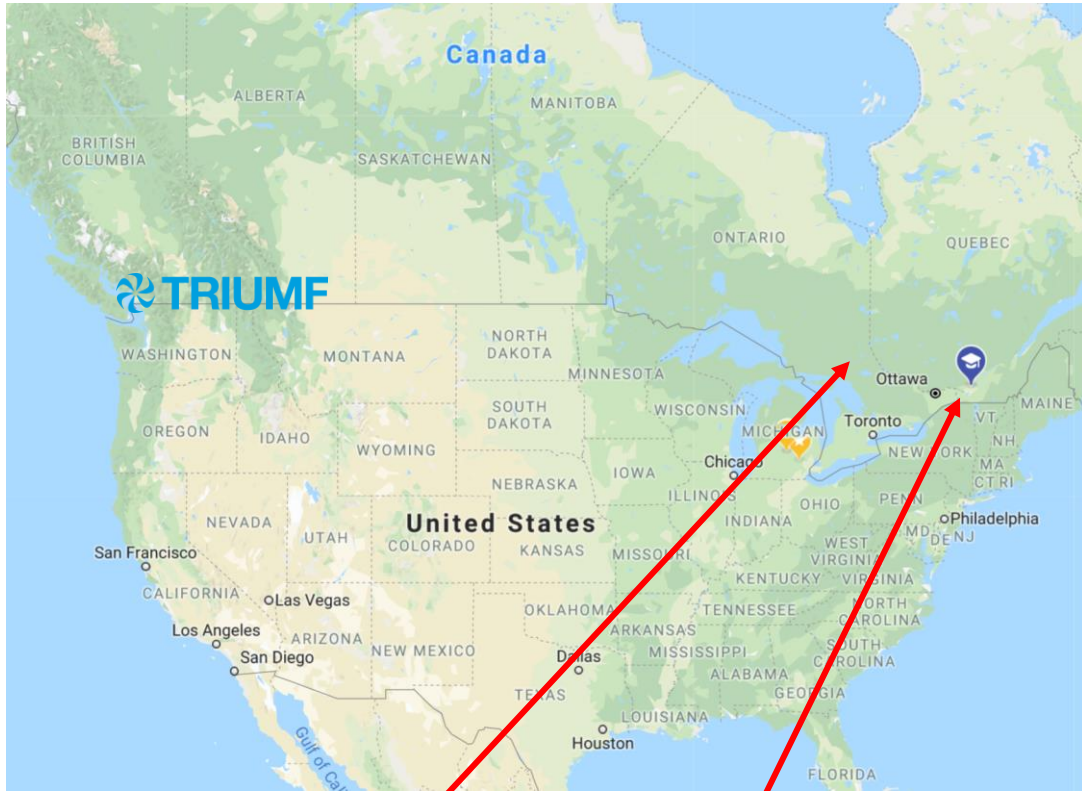 Canada
ALBERTA
MANITOBA
BRITISH
COLUMBIA
SASKATCHEWAN
ONTARIO
QUEBEC
TRIUMF
WASHINGTON
MONTANA
NORTH
DAKOTA
MINNESOTA
Ottawa
MAINE
SOUTH
DAKOTA
WISCONSIN
MICHIGAN
Toronto
VT.
NH
OREGON
IDAHO
WYOMING
Chicago
NEW YORK
MA
CT RI
IOWA
NEBRASKA
ILLINOIS
OHIO
PENN
NEVADA
UTAH
United States
INDIANA
Philadelphia
COLORADO
KANSAS
MISSOURI
WEST
VIRGINIA
MD
DE
NJ
San Francisco
KENTUCKY
VIRGINIA
CALIFORNIA
Las Vegas
OKLAHOMA
TENNESSEE
NORTH
CAROLINA
Los Angeles
ARIZONA
NEW MEXICO
ARKANSAS
MISSISSIPPI
SOUTH
CAROLINA
San Diego
Dallas
ALABAMA
TEXAS
GEORGIA
LOUISIANA
Houston
Gulf of Cal
FLORIDA